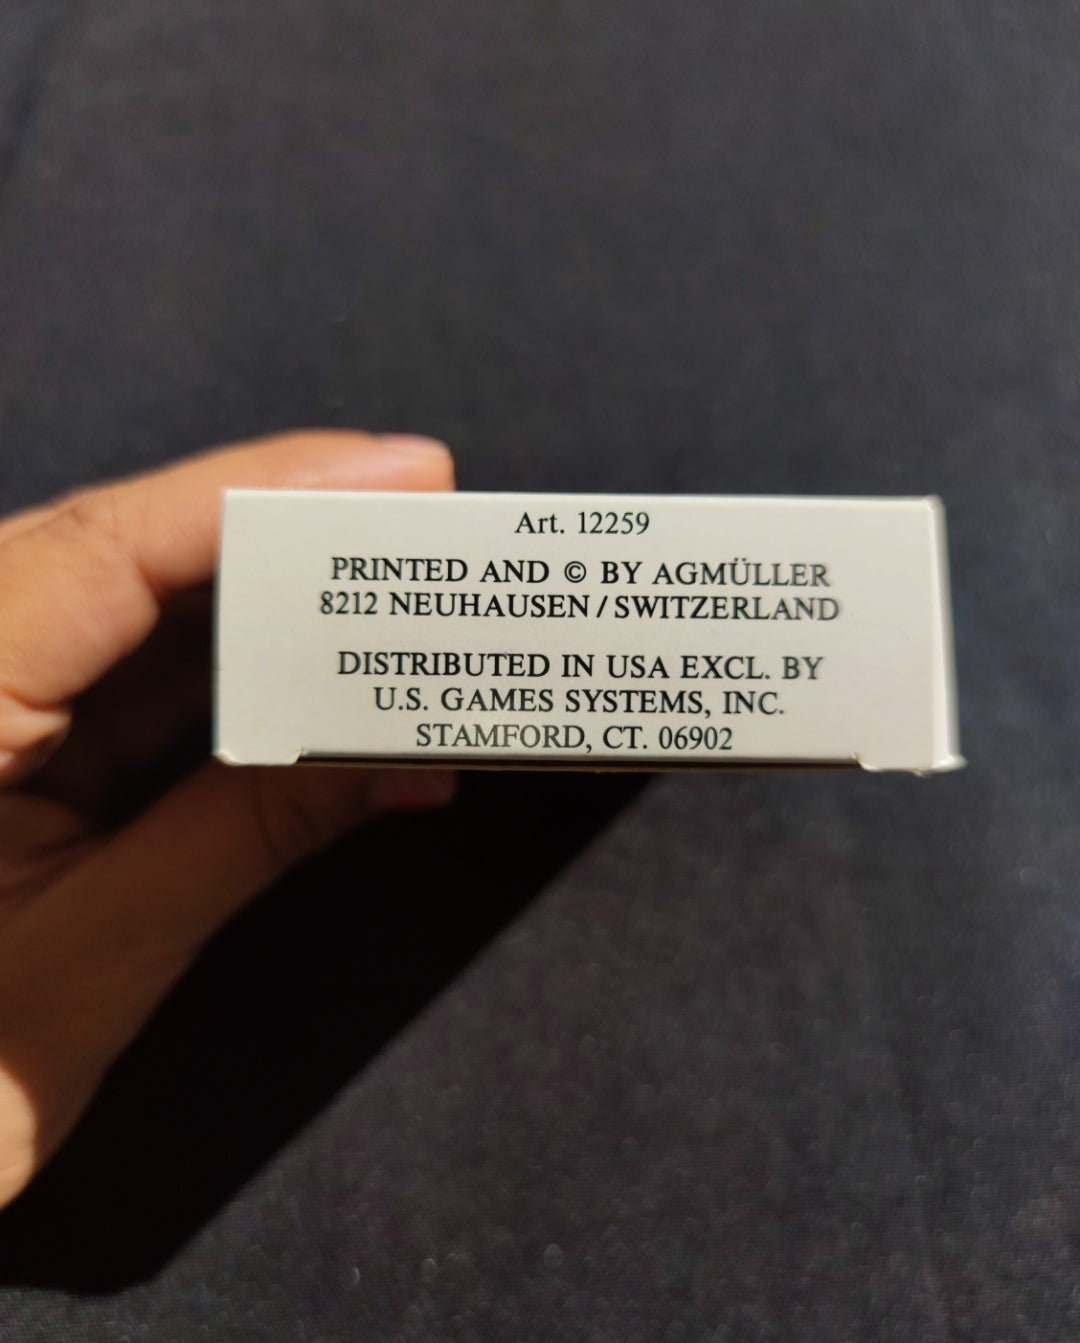 Art. 12259
PRINTED AND © BY AGMÜLLER
8212 NEUHAUSEN / SWITZERLAND
DISTRIBUTED IN USA EXCL. BY
U.S. GAMES SYSTEMS, INC.
STAMFORD, CT. 06902